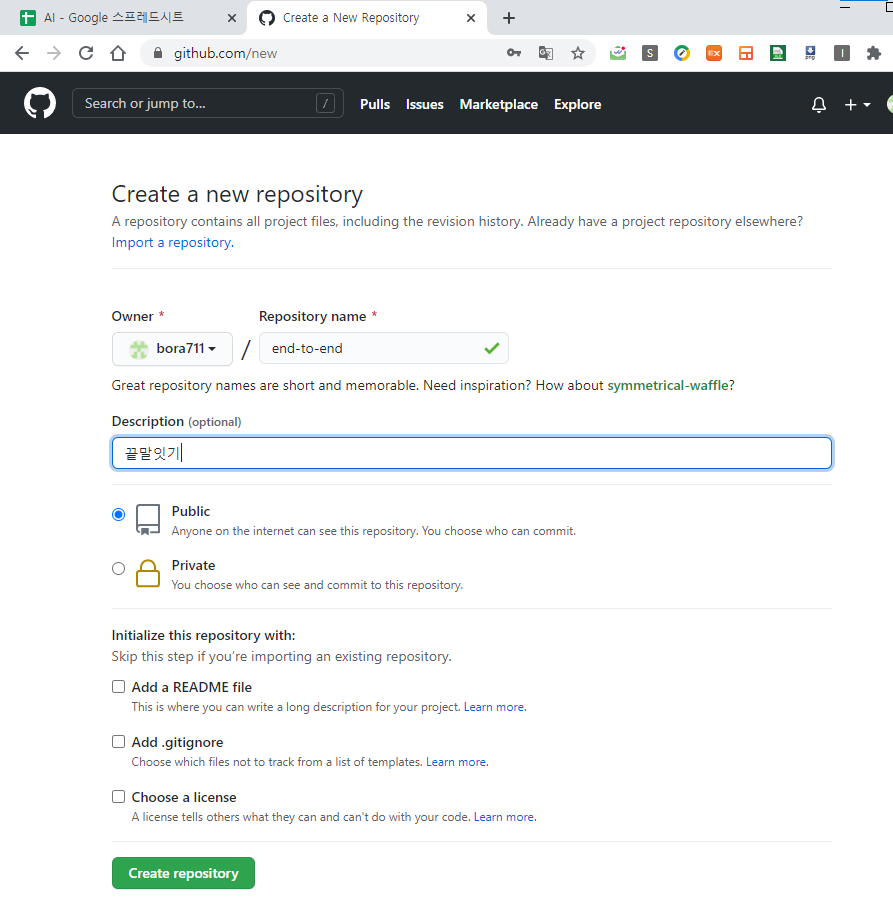 AI - Google 스프레드시트
Create a New Repository
github.com/new
Search or jump to... / Pulls Issues Marketplace Explore
Create a new repository
A repository contains all project files, including the revision history. Already have a project repository elsewhere?
Import a repository.
Owner * Repository name *
bora711 / end-to-end
Great repository names are short and memorable. Need inspiration? How about symmetrical-waffle?
Description (optional)
끝말잇기
Public
Anyone on the internet can see this repository. You choose who can commit.
Private
You choose who can see and commit to this repository.
Initialize this repository with:
Skip this step if you're importing an existing repository.
Add a README file
This is where you can write a long description for your project. Learn more.
Add .gitignore
Choose which files not to track from a list of templates. Learn more.
Choose a license
A license tells others what they can and can't do with your code. Learn more.
Create repository